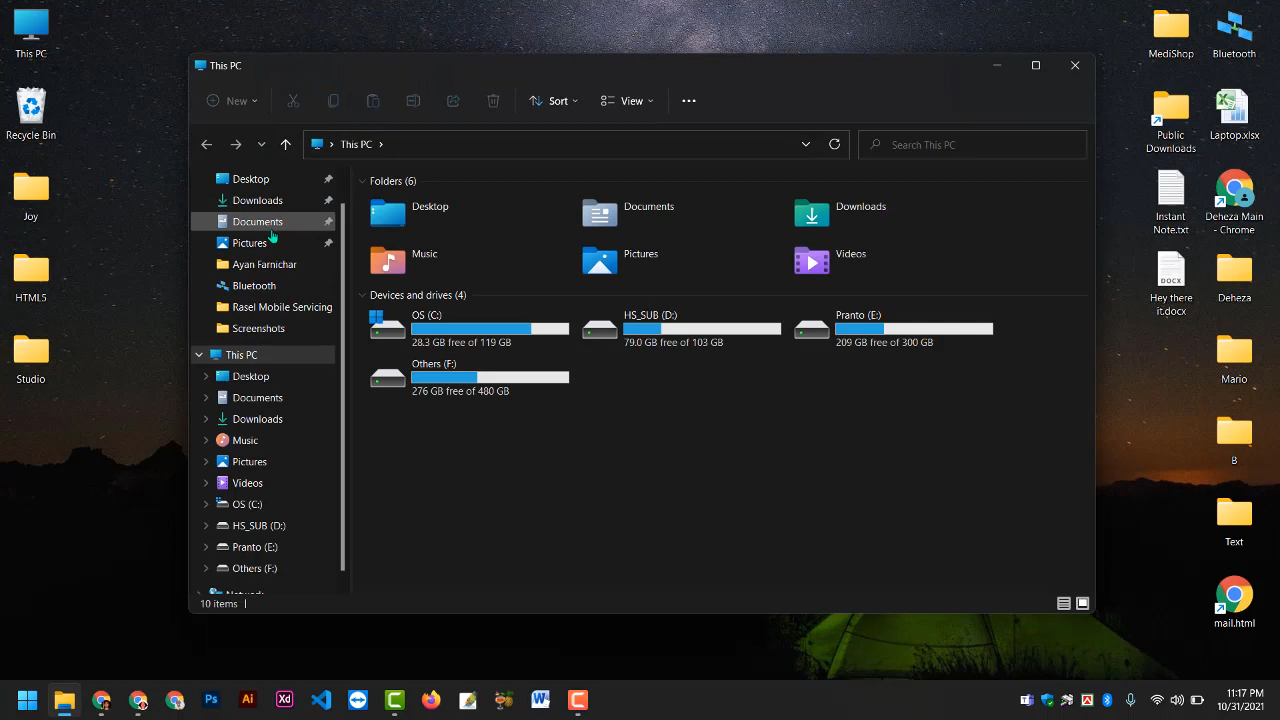 This PC
Recycle Bin
Joy
HTML5
Studio
This PC
New
Sort
View
This PC
Search This PC
Desktop
Downloads
Documents
Pictures
Ayan Farnichar
Bluetooth
Rasel Mobile Servicing
Screenshots
This PC
Desktop
Documents
Downloads
Music
Pictures
Videos
OS (C:)
HS_SUB (D:)
Pranto (E:)
Others (F:)
Network
Folders (6)
Desktop
Documents
Downloads
Music
Pictures
Videos
Devices and drives (4)
OS (C:)
28.3 GB free of 119 GB
HS_SUB (D:)
79.0 GB free of 103 GB
Pranto (E:)
209 GB free of 300 GB
Others (F:)
276 GB free of 480 GB
10 items
MediShop
Bluetooth
Public
Downloads
Laptop.xlsx
Instant
Note.txt
Deheza Main
- Chrome
DOCX
Hey there
it.docx
Deheza
Mario
B
Text
mail.html
Ps
Ai
Xd
11:17 PM
10/31/2021